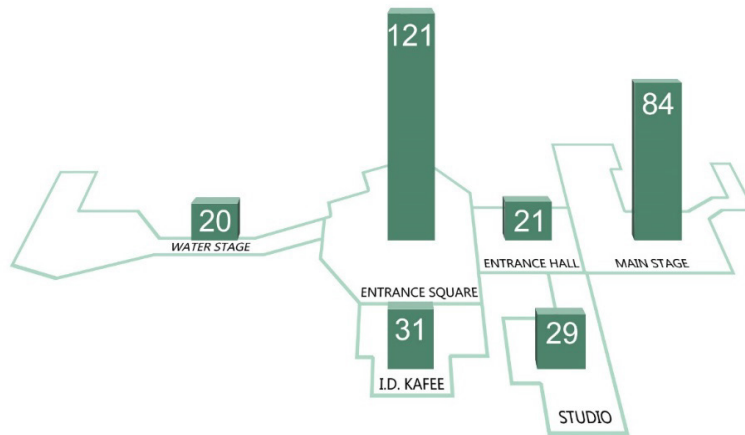 121
84
20
21
WATER STAGE
ENTRANCE HALL
MAIN STAGE
ENTRANCE SQUARE
31
29
I.D. KAFEE
STUDIO